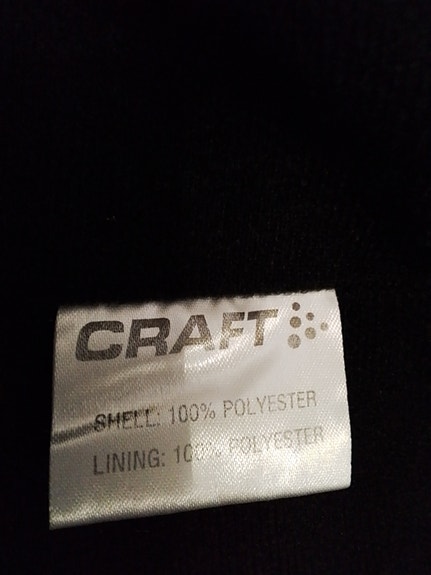 CRAFT
SHELL: 100% POLYESTER
LINING: 100% POLYESTER